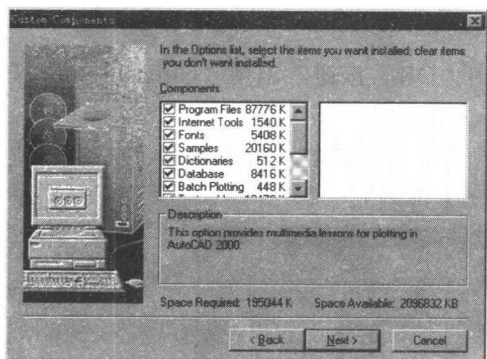 Custom Components
In the Options list, select the items you want installed, clear items
you don't want installed.
Components
Program Files 87776 K
Internet Tools 1540 K
Fonts 5408 K
Samples 20160 K
Dictionaries 512 K
Database 8416 K
Batch Plotting 448 K
Description
This option provides multimedia lessons for plotting in
AutoCAD 2000.
Space Required: 195044 K Space Available: 2096832 KB
< Back Next > Cancel